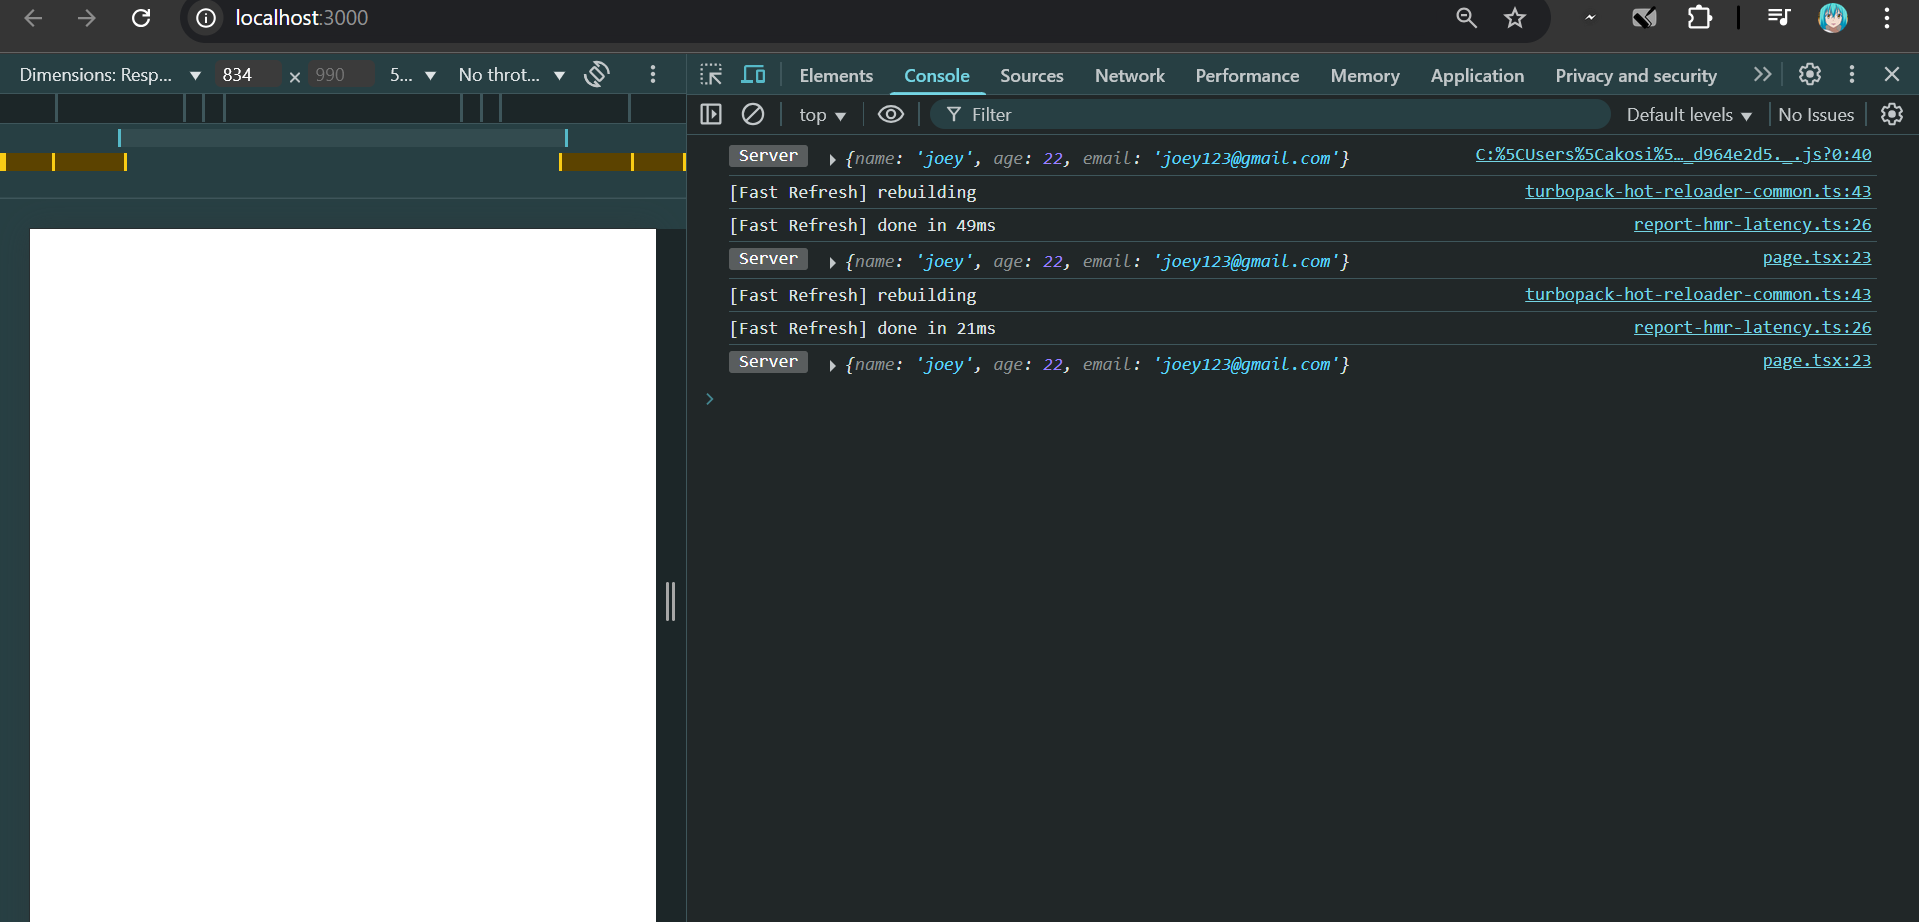 localhost:3000
Dimensions: Resp... 834 × 990 5... No throt...
Elements Console Sources Network Performance Memory Application Privacy and security
top Filter Default levels No Issues
Server {name: 'joey', age: 22, email: 'joey123@gmail.com'} C:%5CUsers%5Cakosi%5…_d964e2d5._.js?0:40
[Fast Refresh] rebuilding turbopack-hot-reloader-common.ts:43
[Fast Refresh] done in 49ms report-hmr-latency.ts:26
Server {name: 'joey', age: 22, email: 'joey123@gmail.com'} page.tsx:23
[Fast Refresh] rebuilding turbopack-hot-reloader-common.ts:43
[Fast Refresh] done in 21ms report-hmr-latency.ts:26
Server {name: 'joey', age: 22, email: 'joey123@gmail.com'} page.tsx:23